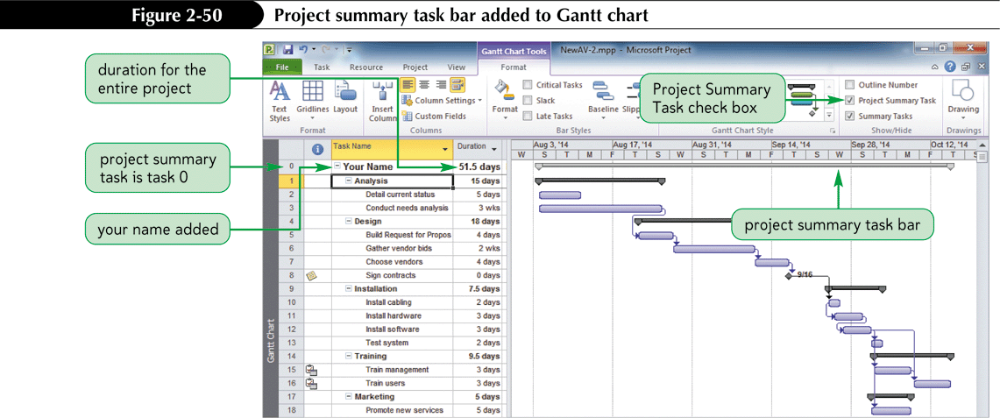 Figure 2-50 Project summary task bar added to Gantt chart
duration for the
entire project
project summary
task is task 0
your name added
Project Summary
Task check box
project summary task bar
Gantt Chart Tools NewAV-2.mpp - Microsoft Project
File Task Resource Project View Format
Text
Styles
Gridlines
Layout
Format
Insert
Column
Column Settings
Custom Fields
Columns
Format
Critical Tasks
Slack
Late Tasks
Baseline
Bar Styles
Gantt Chart Style
Outline Number
Project Summary Task
Summary Tasks
Show/Hide
Drawing
Drawings
Task Name Duration
Aug 3, '14 Aug 17, '14 Aug 31, '14 Sep 14, '14 Sep 28, '14 Oct 12, '14
W S T M F T S W S T M F T S W S T M F T S
0 Your Name 51.5 days
1 Analysis 15 days
2 Detail current status 5 days
3 Conduct needs analysis 3 wks
4 Design 18 days
5 Build Request for Propos 4 days
6 Gather vendor bids 2 wks
7 Choose vendors 4 days
8 Sign contracts 0 days 9/16
9 Installation 7.5 days
10 Install cabling 2 days
11 Install hardware 3 days
12 Install software 3 days
13 Test system 2 days
14 Training 9.5 days
15 Train management 3 days
16 Train users 3 days
17 Marketing 5 days
18 Promote new services 5 days
Gantt Chart